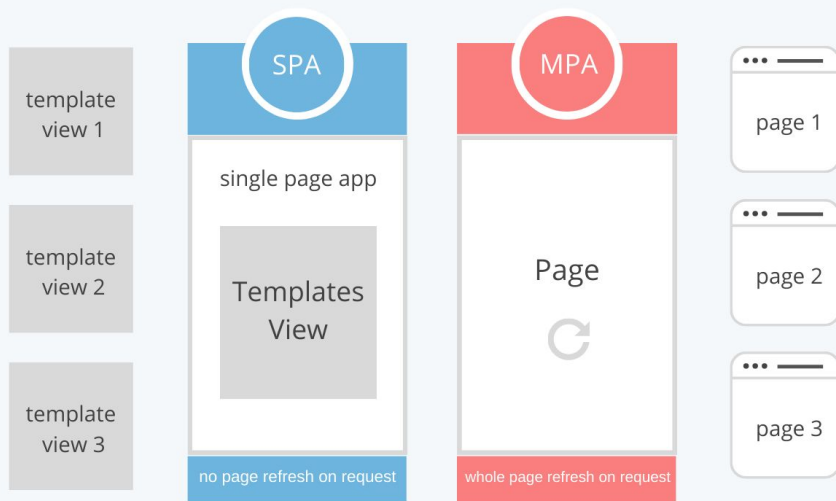 template
view 1
template
view 2
template
view 3
SPA
single page app
Templates
View
no page refresh on request
MPA
Page
whole page refresh on request
page 1
page 2
page 3